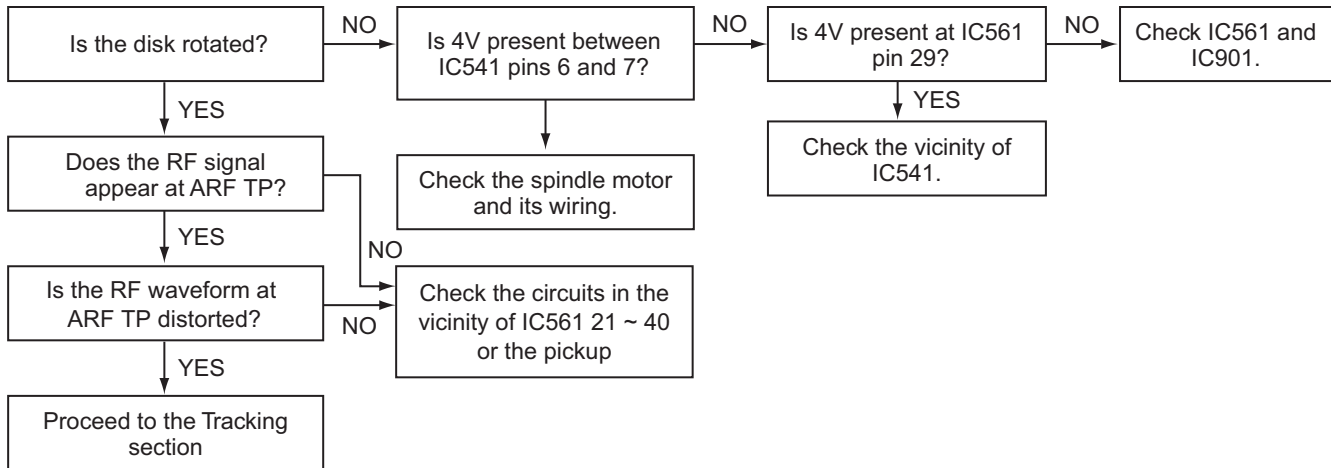 Is the disk rotated?
NO
Is 4V present between
IC541 pins 6 and 7?
NO
Is 4V present at IC561
pin 29?
NO
Check IC561 and
IC901.
YES
YES
Does the RF signal
appear at ARF TP?
Check the spindle motor
and its wiring.
Check the vicinity of
IC541.
YES
NO
Is the RF waveform at
ARF TP distorted?
NO
Check the circuits in the
vicinity of IC561 21 ~ 40
or the pickup
YES
Proceed to the Tracking
section